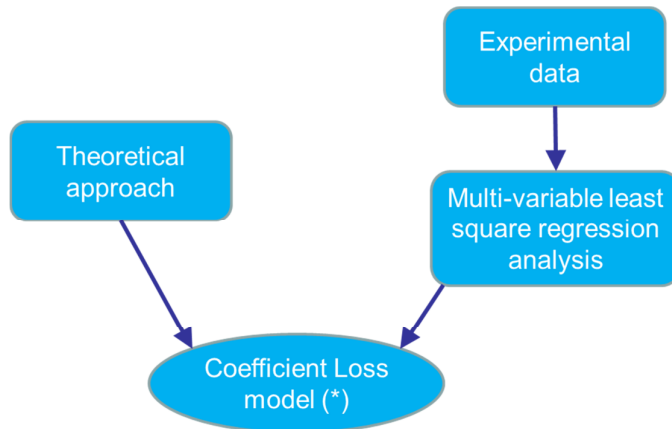 Experimental
data
Theoretical
approach
Multi-variable least
square regression
analysis
Coefficient Loss
model (*)